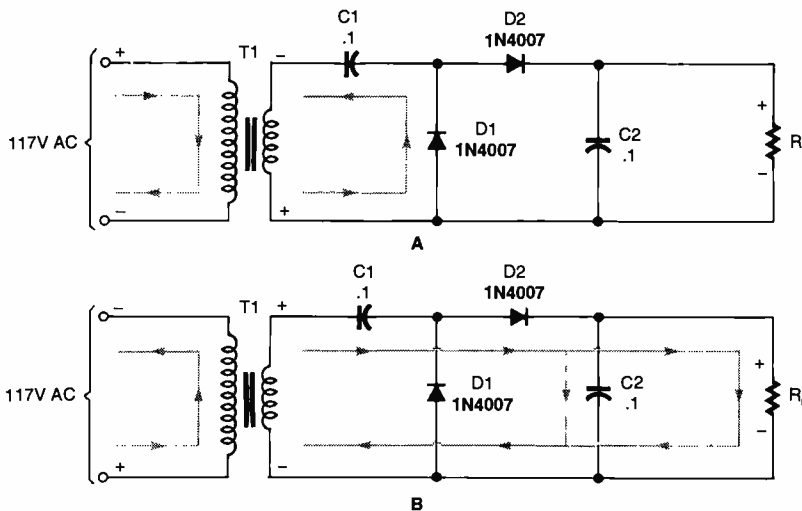 C1
.1
D2
1N4007
T1
+
−
+
117V AC
D1
1N4007
C2
.1
R
−
−
+
A
C1
.1
D2
1N4007
T1
−
+
+
117V AC
D1
1N4007
C2
.1
R
−
+
−
B